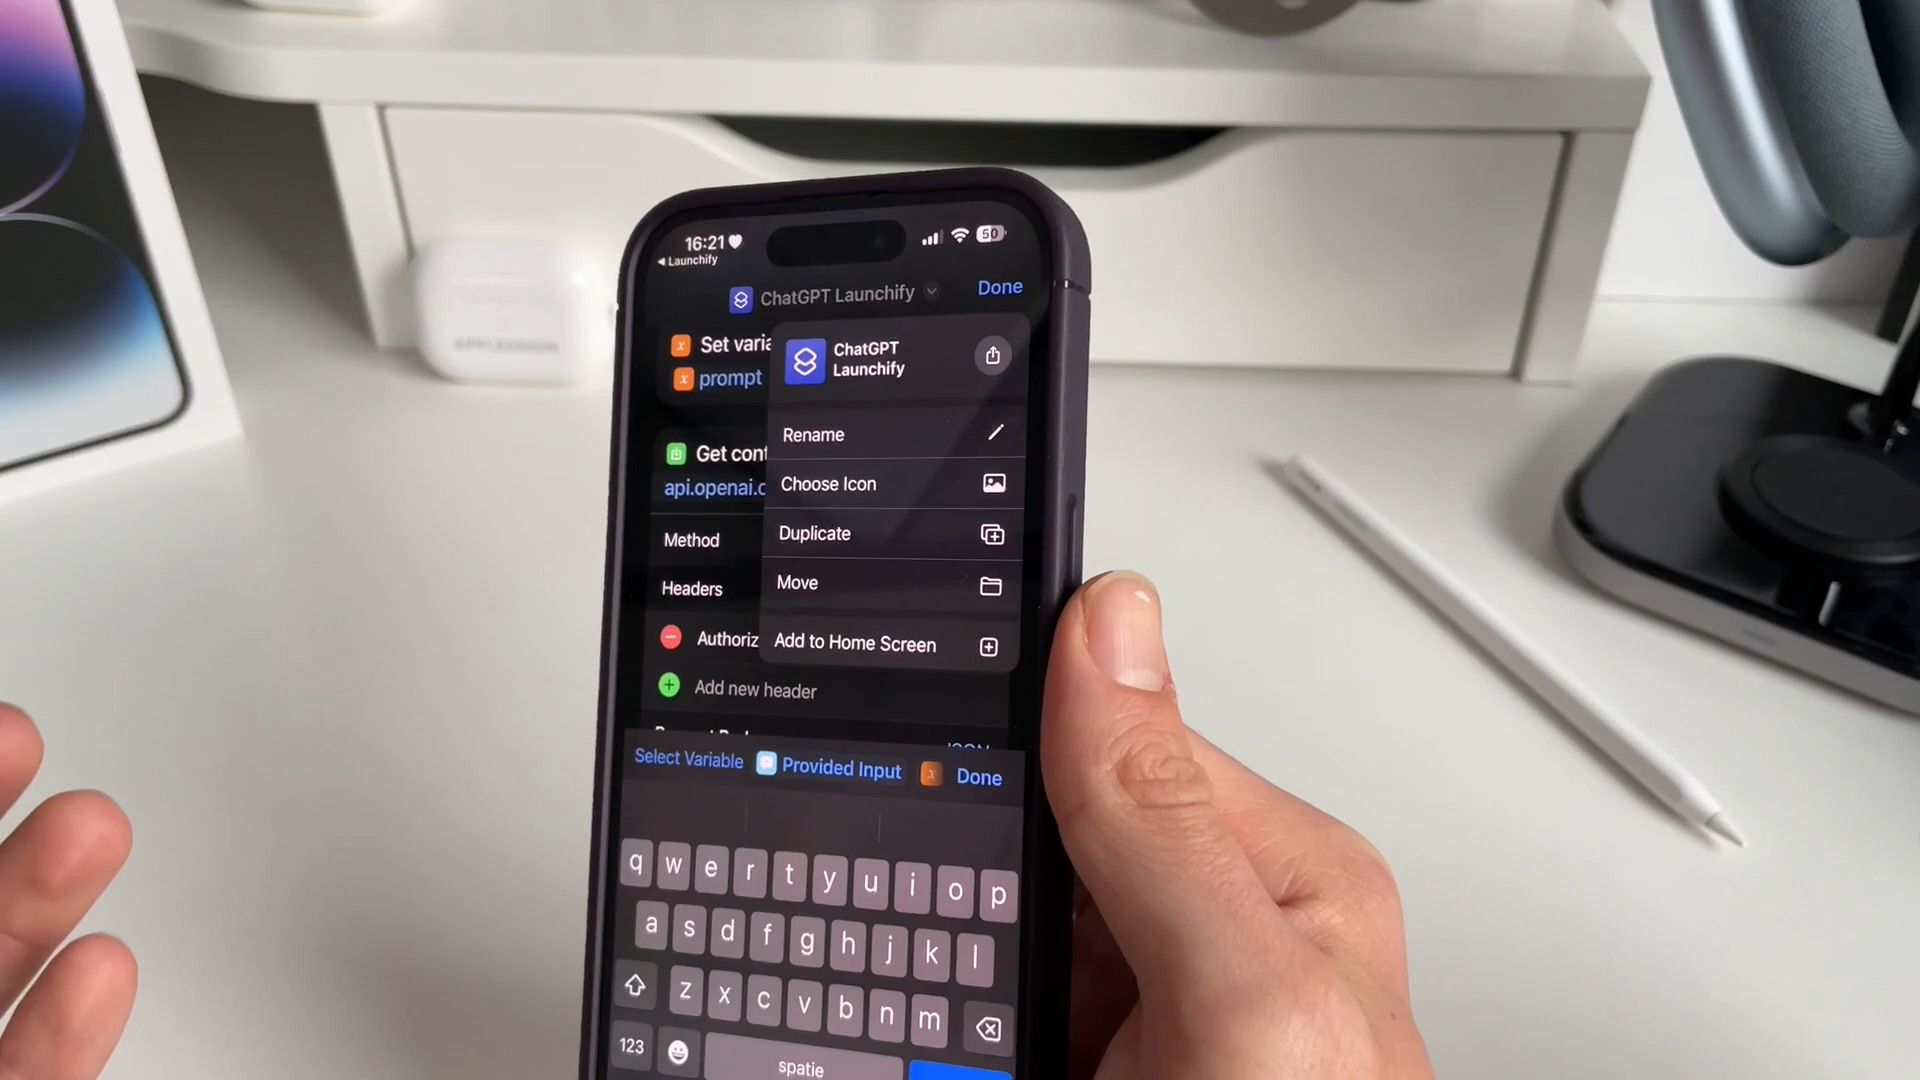 16:21
50
Launchify
ChatGPT Launchify
Done
Set varia
prompt
ChatGPT
Launchify
Rename
Get cont
Choose Icon
api.openai.c
Duplicate
Method
Move
Headers
Authoriz
Add to Home Screen
Add new header
JSON
Select Variable
Provided Input
x
Done
q w e r t y u i o p
a s d f g h j k l
z x c v b n m
123
spatie